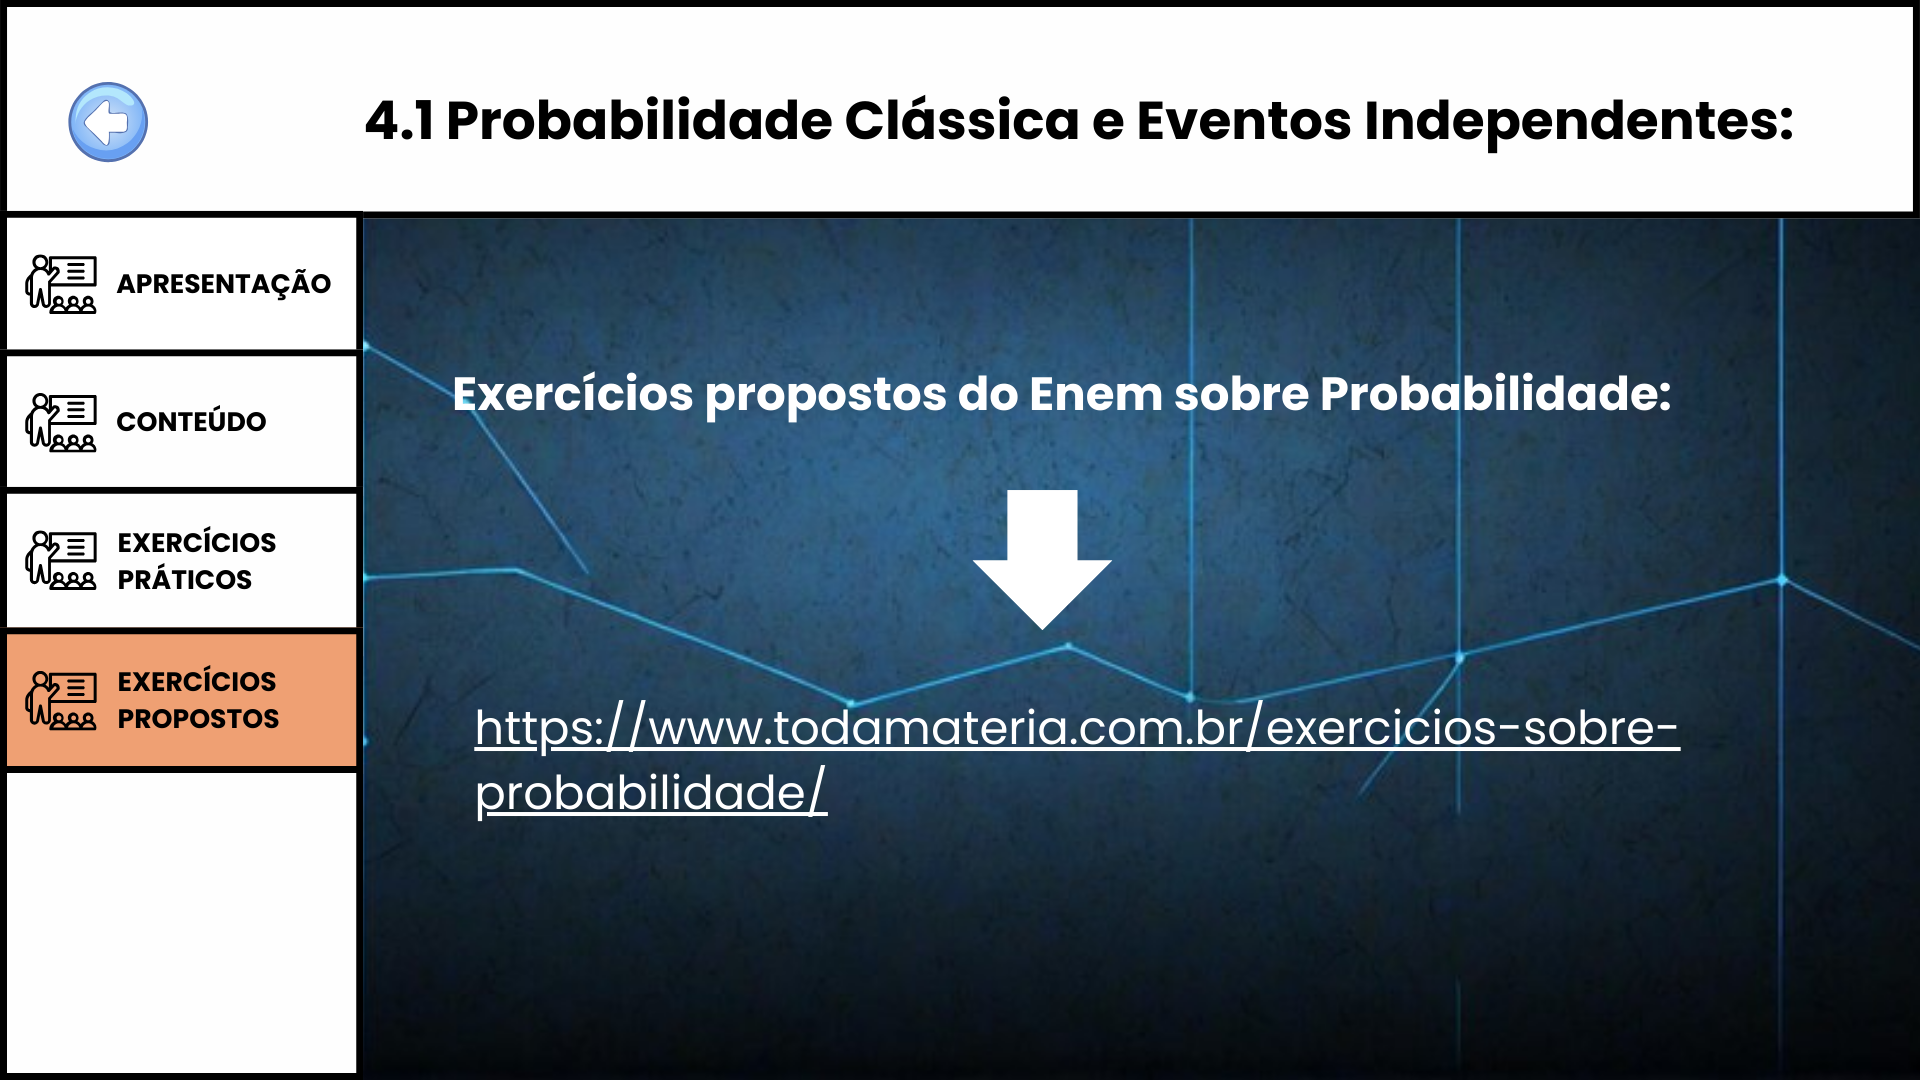 4.1 Probabilidade Clássica e Eventos Independentes:
APRESENTAÇÃO
CONTEÚDO
EXERCÍCIOS
PRÁTICOS
EXERCÍCIOS
PROPOSTOS
Exercícios propostos do Enem sobre Probabilidade:
https://www.todamateria.com.br/exercicios-sobre-
probabilidade/